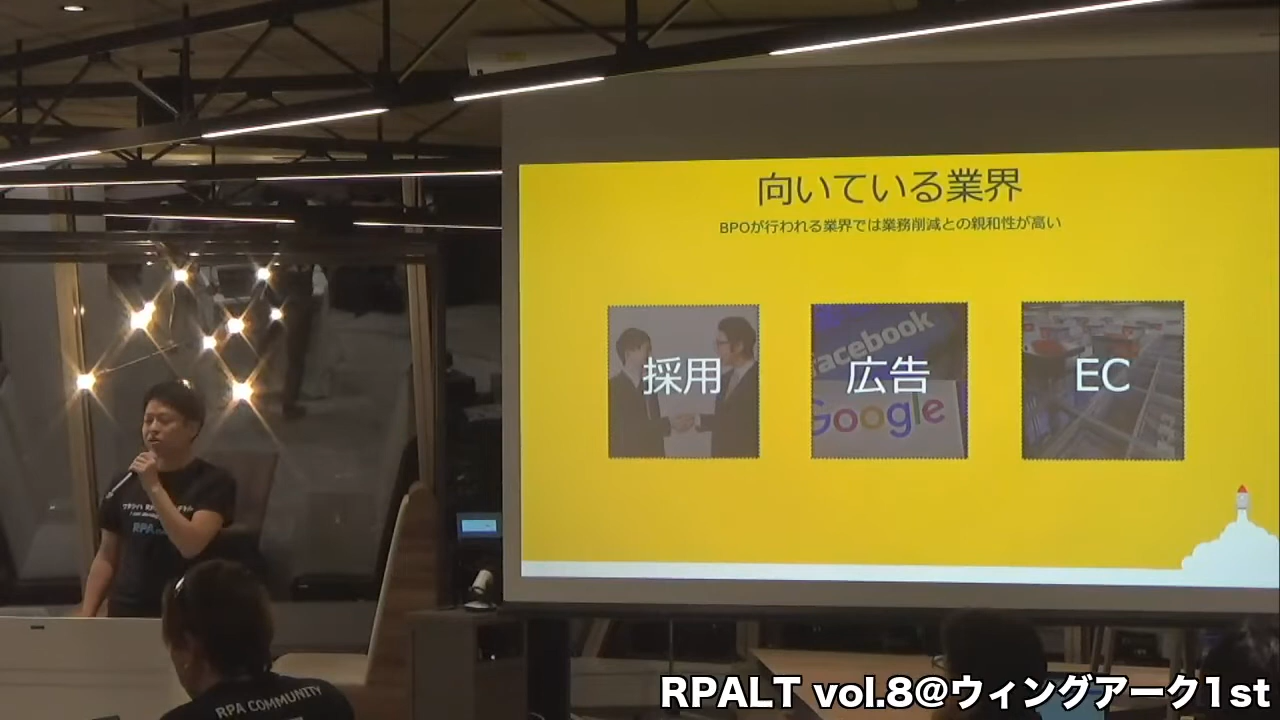 向いている業界
BPOが行われる業界では業務削減との親和性が高い
採用
facebook
広告
Google
EC
RPA
RPA COMMUNITY
RPALT vol.8@ウィングアーク1st